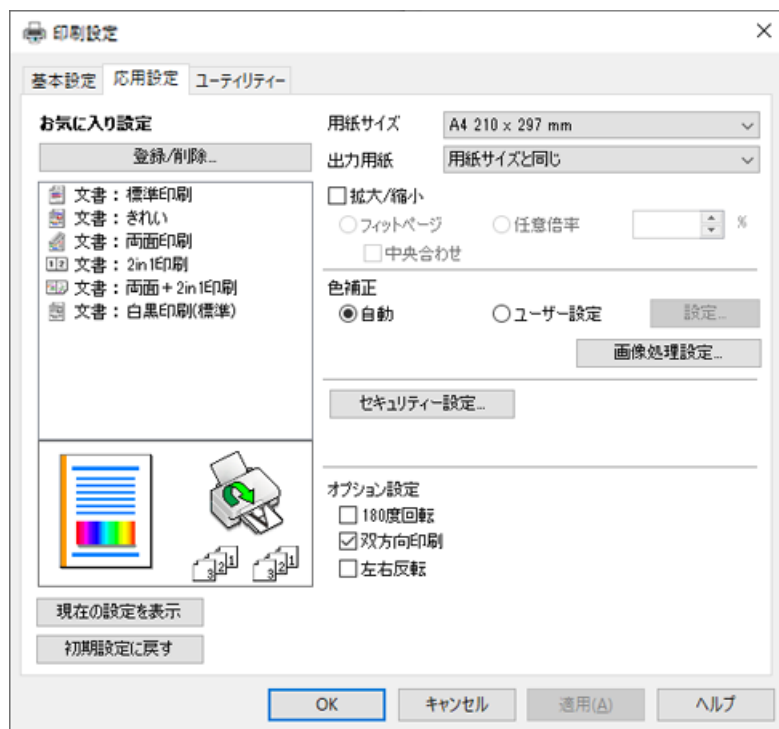 印刷設定
基本設定 応用設定 ユーティリティー
お気に入り設定
登録/削除...
文書：標準印刷
文書：きれい
文書：両面印刷
文書：2in1印刷
文書：両面＋2in1印刷
文書：白黒印刷(標準)
現在の設定を表示
初期設定に戻す
用紙サイズ A4 210 x 297 mm
出力用紙 用紙サイズと同じ
拡大/縮小
フィットページ 任意倍率 %
中央合わせ
色補正
自動 ユーザー設定 設定...
画像処理設定...
セキュリティー設定...
オプション設定
180度回転
双方向印刷
左右反転
OK キャンセル 適用(A) ヘルプ